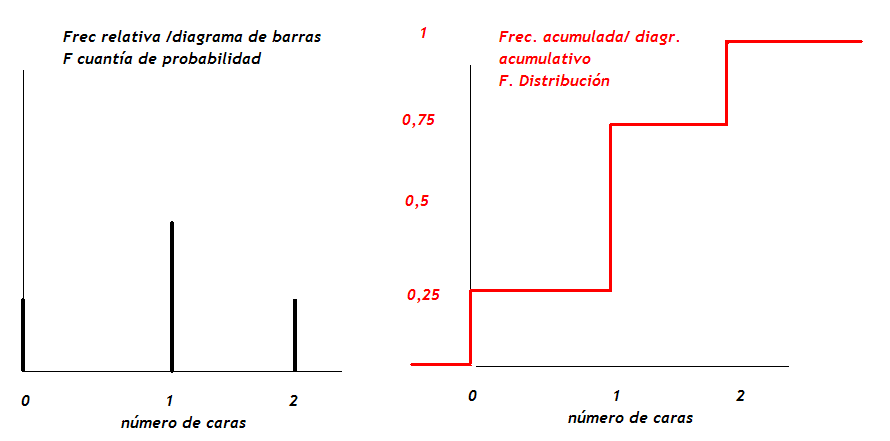 Frec relativa /diagrama de barras
F cuantía de probabilidad
0
1
2
número de caras
1
Frec. acumulada/ diagr.
acumulativo
F. Distribución
0,75
0,5
0,25
0
1
2
número de caras